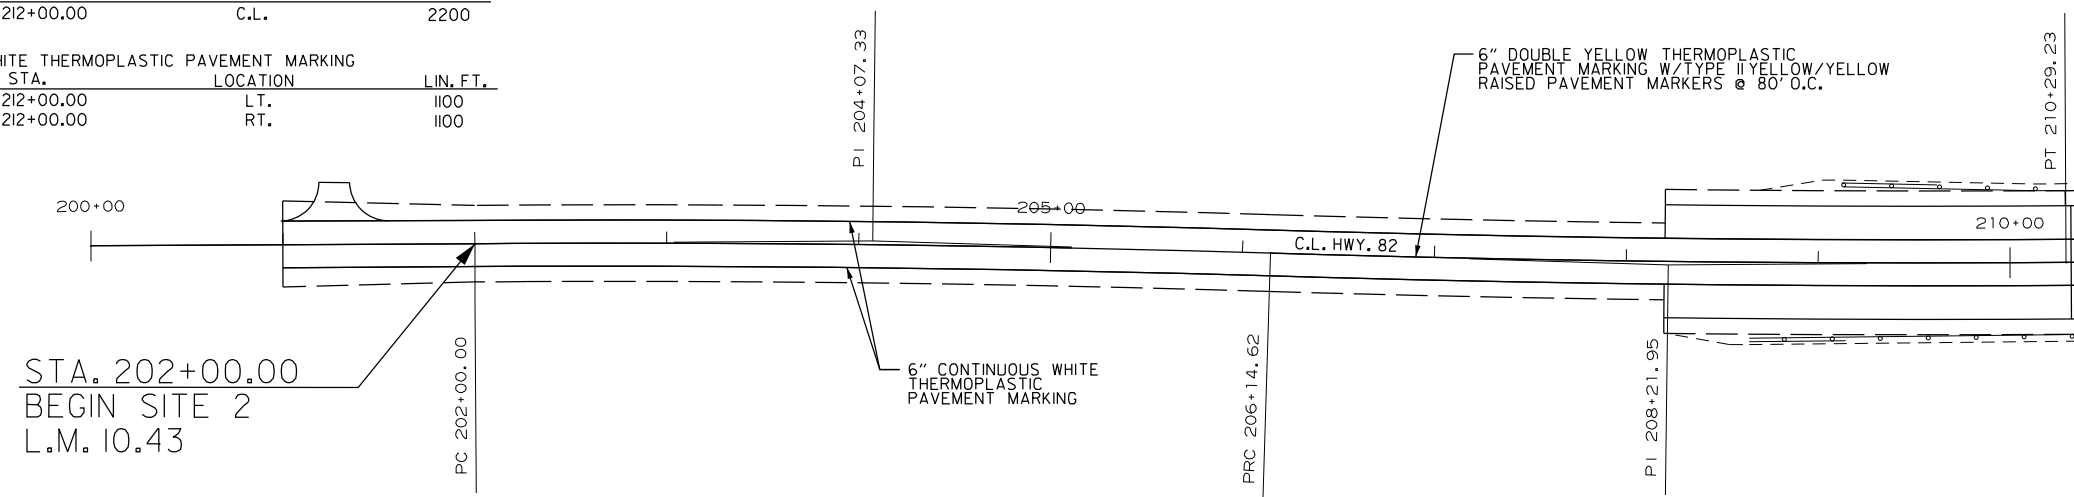 212+00.00 C.L. 2200
WHITE THERMOPLASTIC PAVEMENT MARKING
STA. LOCATION LIN. FT.
212+00.00 LT. 1100
212+00.00 RT. 1100
PI 204+07.33
6" DOUBLE YELLOW THERMOPLASTIC
PAVEMENT MARKING W/TYPE II YELLOW/YELLOW
RAISED PAVEMENT MARKERS @ 80' O.C.
PT 210+29.23
200+00
205+00
210+00
C.L. HWY. 82
STA. 202+00.00
BEGIN SITE 2
L.M. 10.43
PC 202+00.00
6" CONTINUOUS WHITE
THERMOPLASTIC
PAVEMENT MARKING
PRC 206+14.62
PI 208+21.95